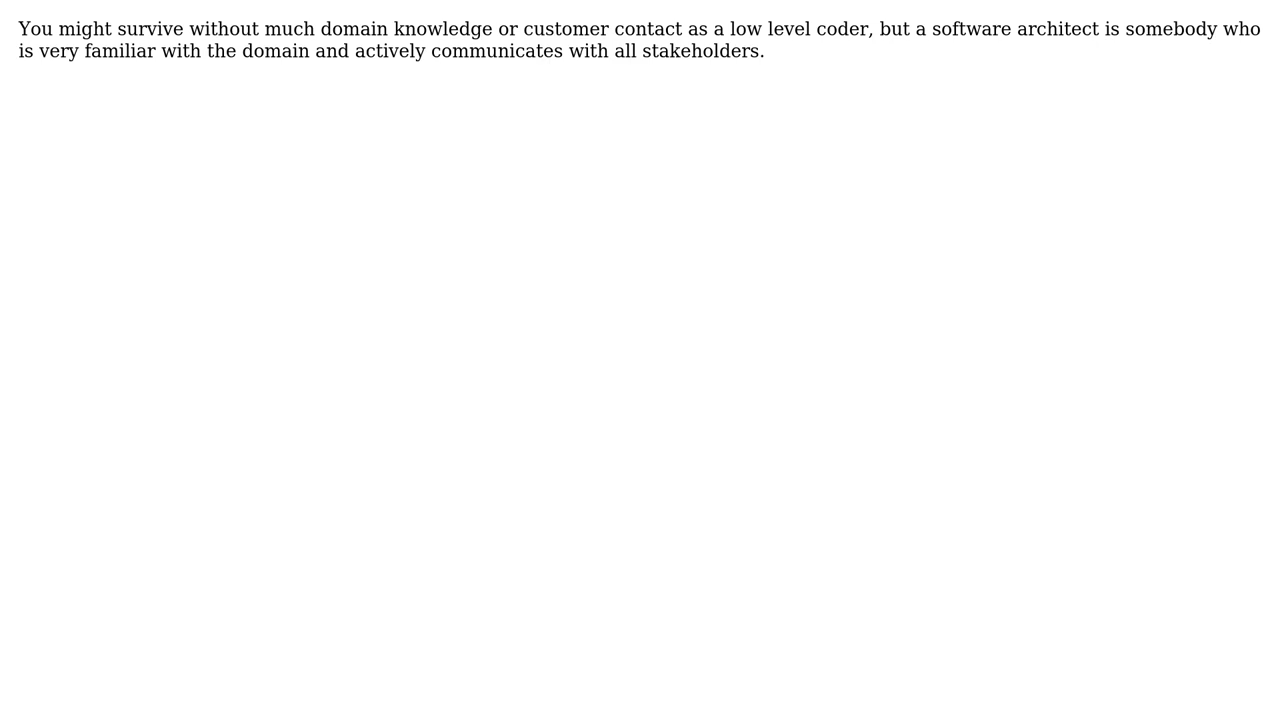 You might survive without much domain knowledge or customer contact as a low level coder, but a software architect is somebody who
is very familiar with the domain and actively communicates with all stakeholders.